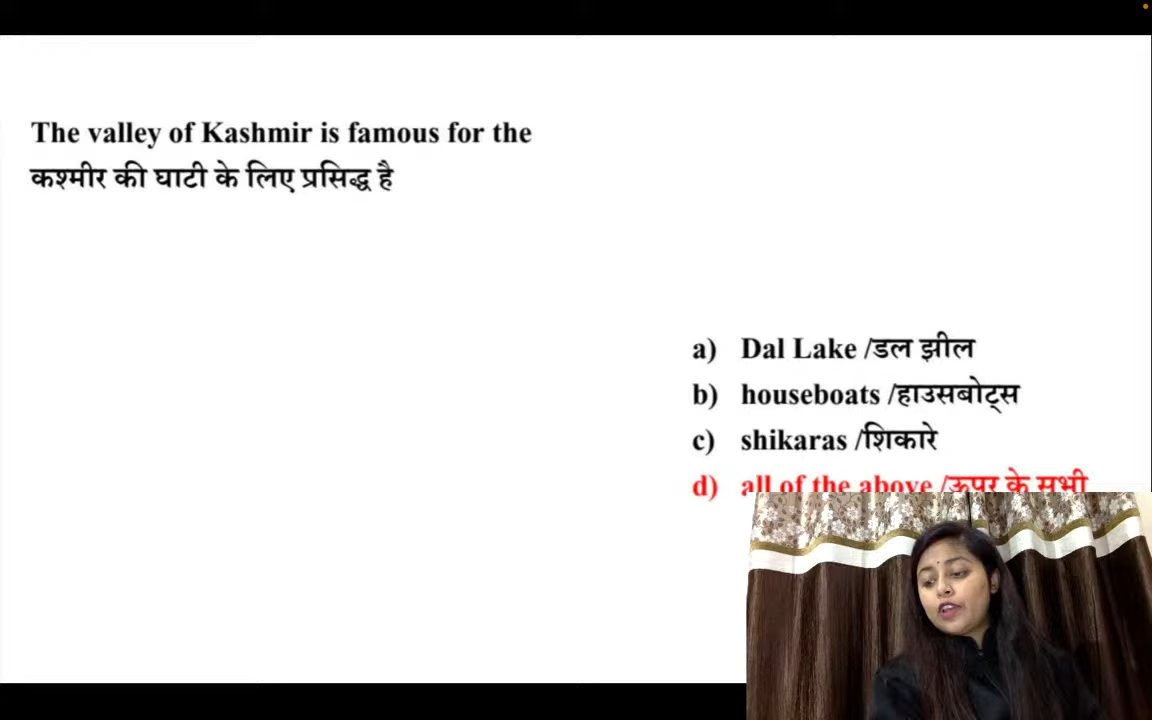 The valley of Kashmir is famous for the
कश्मीर की घाटी के लिए प्रसिद्ध है
a) Dal Lake /डल झील
b) houseboats /हाउसबोट्स
c) shikaras /शिकारे
d) all of the above /ऊपर के सभी